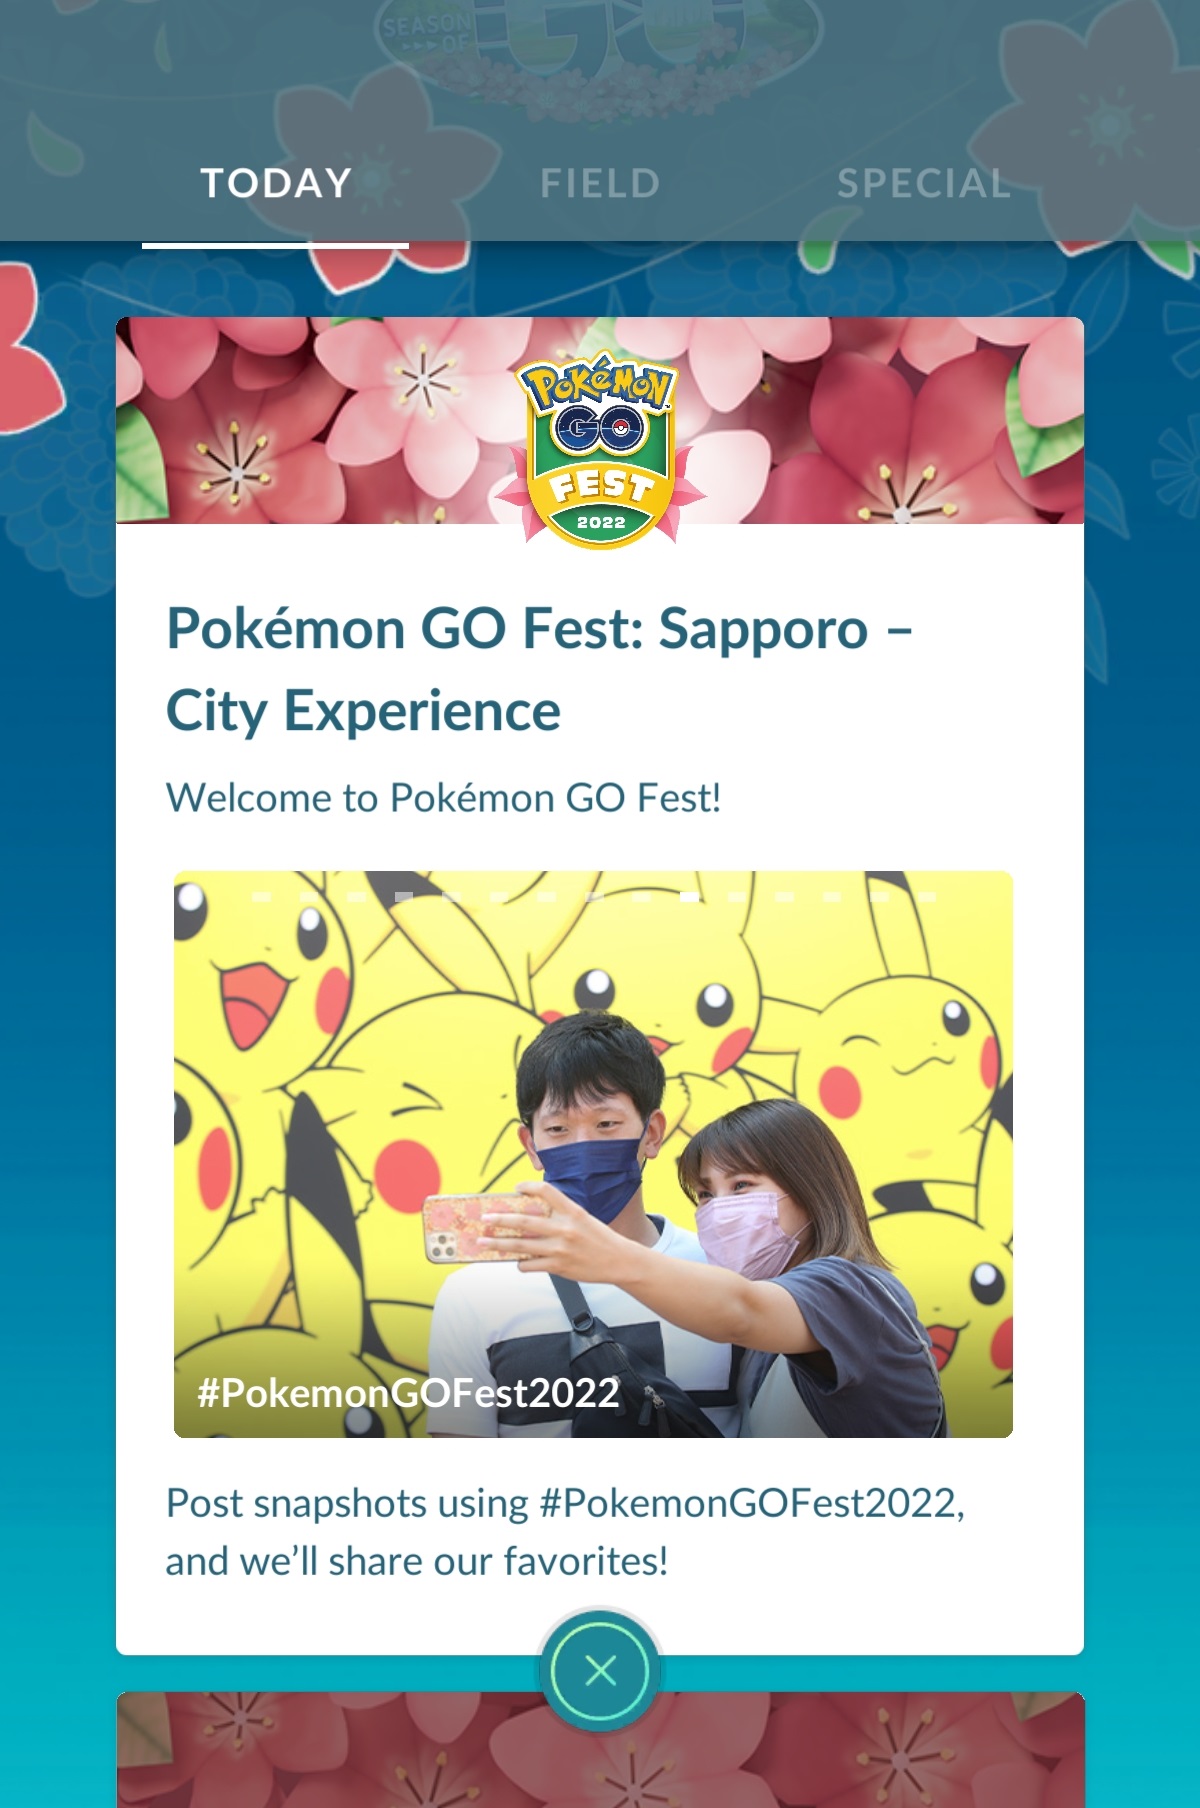 SEASON OF
GO
TODAY
FIELD
SPECIAL
POKÉMON
GO
FEST
2022
Pokémon GO Fest: Sapporo –
City Experience
Welcome to Pokémon GO Fest!
#PokemonGOFest2022
Post snapshots using #PokemonGOFest2022,
and we’ll share our favorites!